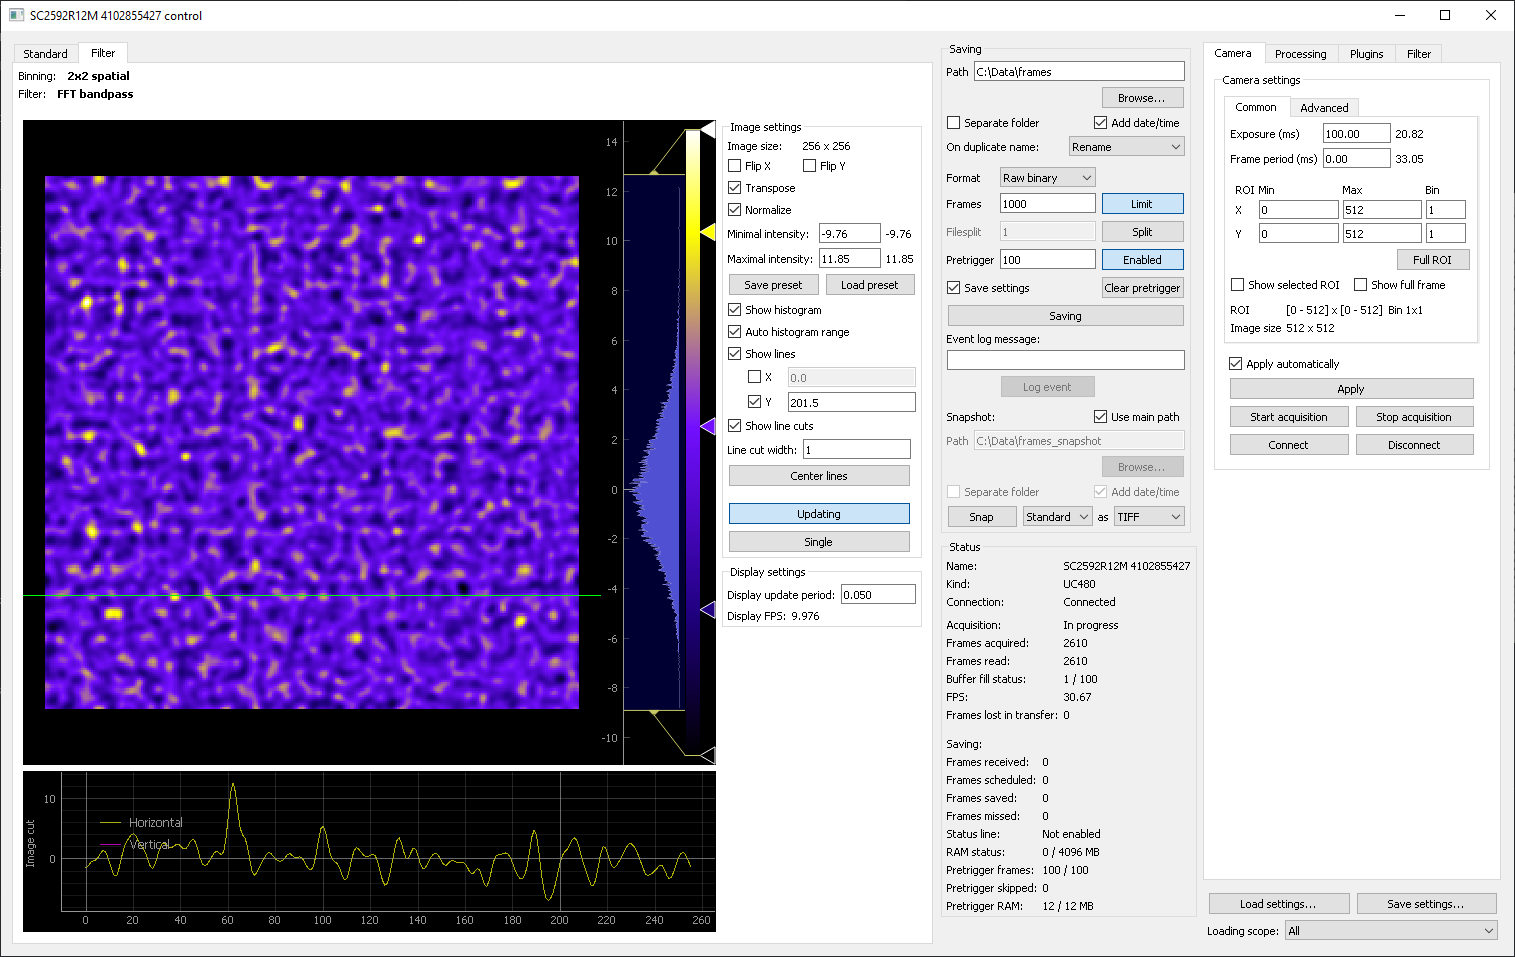 SC2592R12M 4102855427 control
Standard
Filter
Binning: 2x2 spatial
Filter: FFT bandpass
14
12
10
8
6
4
2
0
-2
-4
-6
-8
-10
Image cut
10
0
Horizontal
Vertical
0 20 40 60 80 100 120 140 160 180 200 220 240 260
Image settings
Image size: 256 x 256
Flip X
Flip Y
Transpose
Normalize
Minimal intensity: -9.76 -9.76
Maximal intensity: 11.85 11.85
Save preset
Load preset
Show histogram
Auto histogram range
Show lines
X 0.0
Y 201.5
Show line cuts
Line cut width: 1
Center lines
Updating
Single
Display settings
Display update period: 0.050
Display FPS: 9.976
Saving
Path C:\Data\frames
Browse...
Separate folder
Add date/time
On duplicate name: Rename
Format Raw binary
Frames 1000 Limit
Filesplit 1 Split
Pretrigger 100 Enabled
Save settings
Clear pretrigger
Saving
Event log message:
Log event
Snapshot:
Use main path
Path C:\Data\frames_snapshot
Browse...
Separate folder
Add date/time
Snap Standard as TIFF
Status
Name: SC2592R12M 4102855427
Kind: UC480
Connection: Connected
Acquisition: In progress
Frames acquired: 2610
Frames read: 2610
Buffer fill status: 1 / 100
FPS: 30.67
Frames lost in transfer: 0
Saving:
Frames received: 0
Frames scheduled: 0
Frames saved: 0
Frames missed: 0
Status line: Not enabled
RAM status: 0 / 4096 MB
Pretrigger frames: 100 / 100
Pretrigger skipped: 0
Pretrigger RAM: 12 / 12 MB
Camera
Processing
Plugins
Filter
Camera settings
Common
Advanced
Exposure (ms) 100.00 20.82
Frame period (ms) 0.00 33.05
ROI Min Max Bin
X 0 512 1
Y 0 512 1
Full ROI
Show selected ROI
Show full frame
ROI [0 - 512] x [0 - 512] Bin 1x1
Image size 512 x 512
Apply automatically
Apply
Start acquisition
Stop acquisition
Connect
Disconnect
Load settings...
Save settings...
Loading scope: All